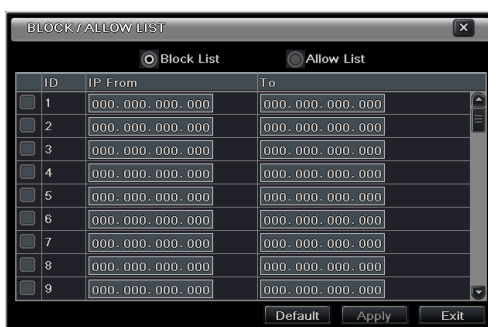 BLOCK / ALLOW LIST
Block List Allow List
ID IP From To
1 000.000.000.000 000.000.000.000
2 000.000.000.000 000.000.000.000
3 000.000.000.000 000.000.000.000
4 000.000.000.000 000.000.000.000
5 000.000.000.000 000.000.000.000
6 000.000.000.000 000.000.000.000
7 000.000.000.000 000.000.000.000
8 000.000.000.000 000.000.000.000
9 000.000.000.000 000.000.000.000
Default Apply Exit